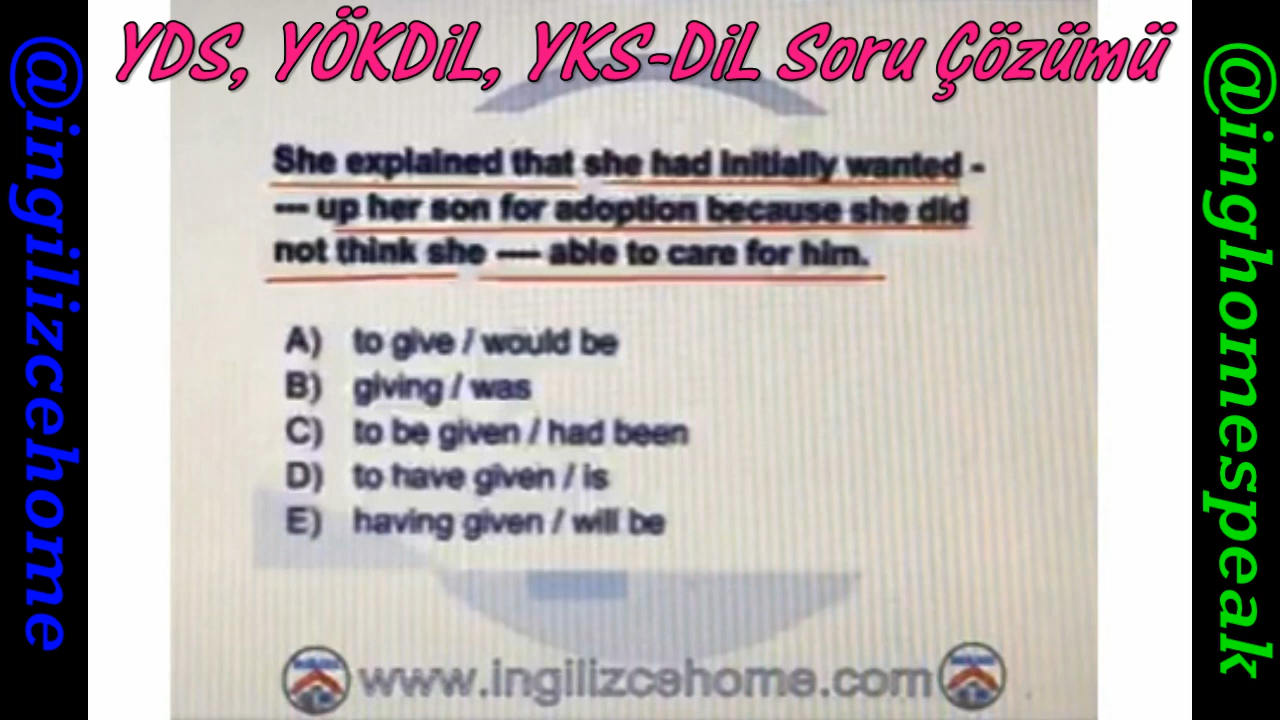 YDS, YÖKDiL, YKS-DiL Soru Çözümü
@ingilizcehome
She explained that she had initially wanted -
--- up her son for adoption because she did
not think she ---- able to care for him.
A) to give / would be
B) giving / was
C) to be given / had been
D) to have given / is
E) having given / will be
www.ingilizcehome.com
@inghomespeak